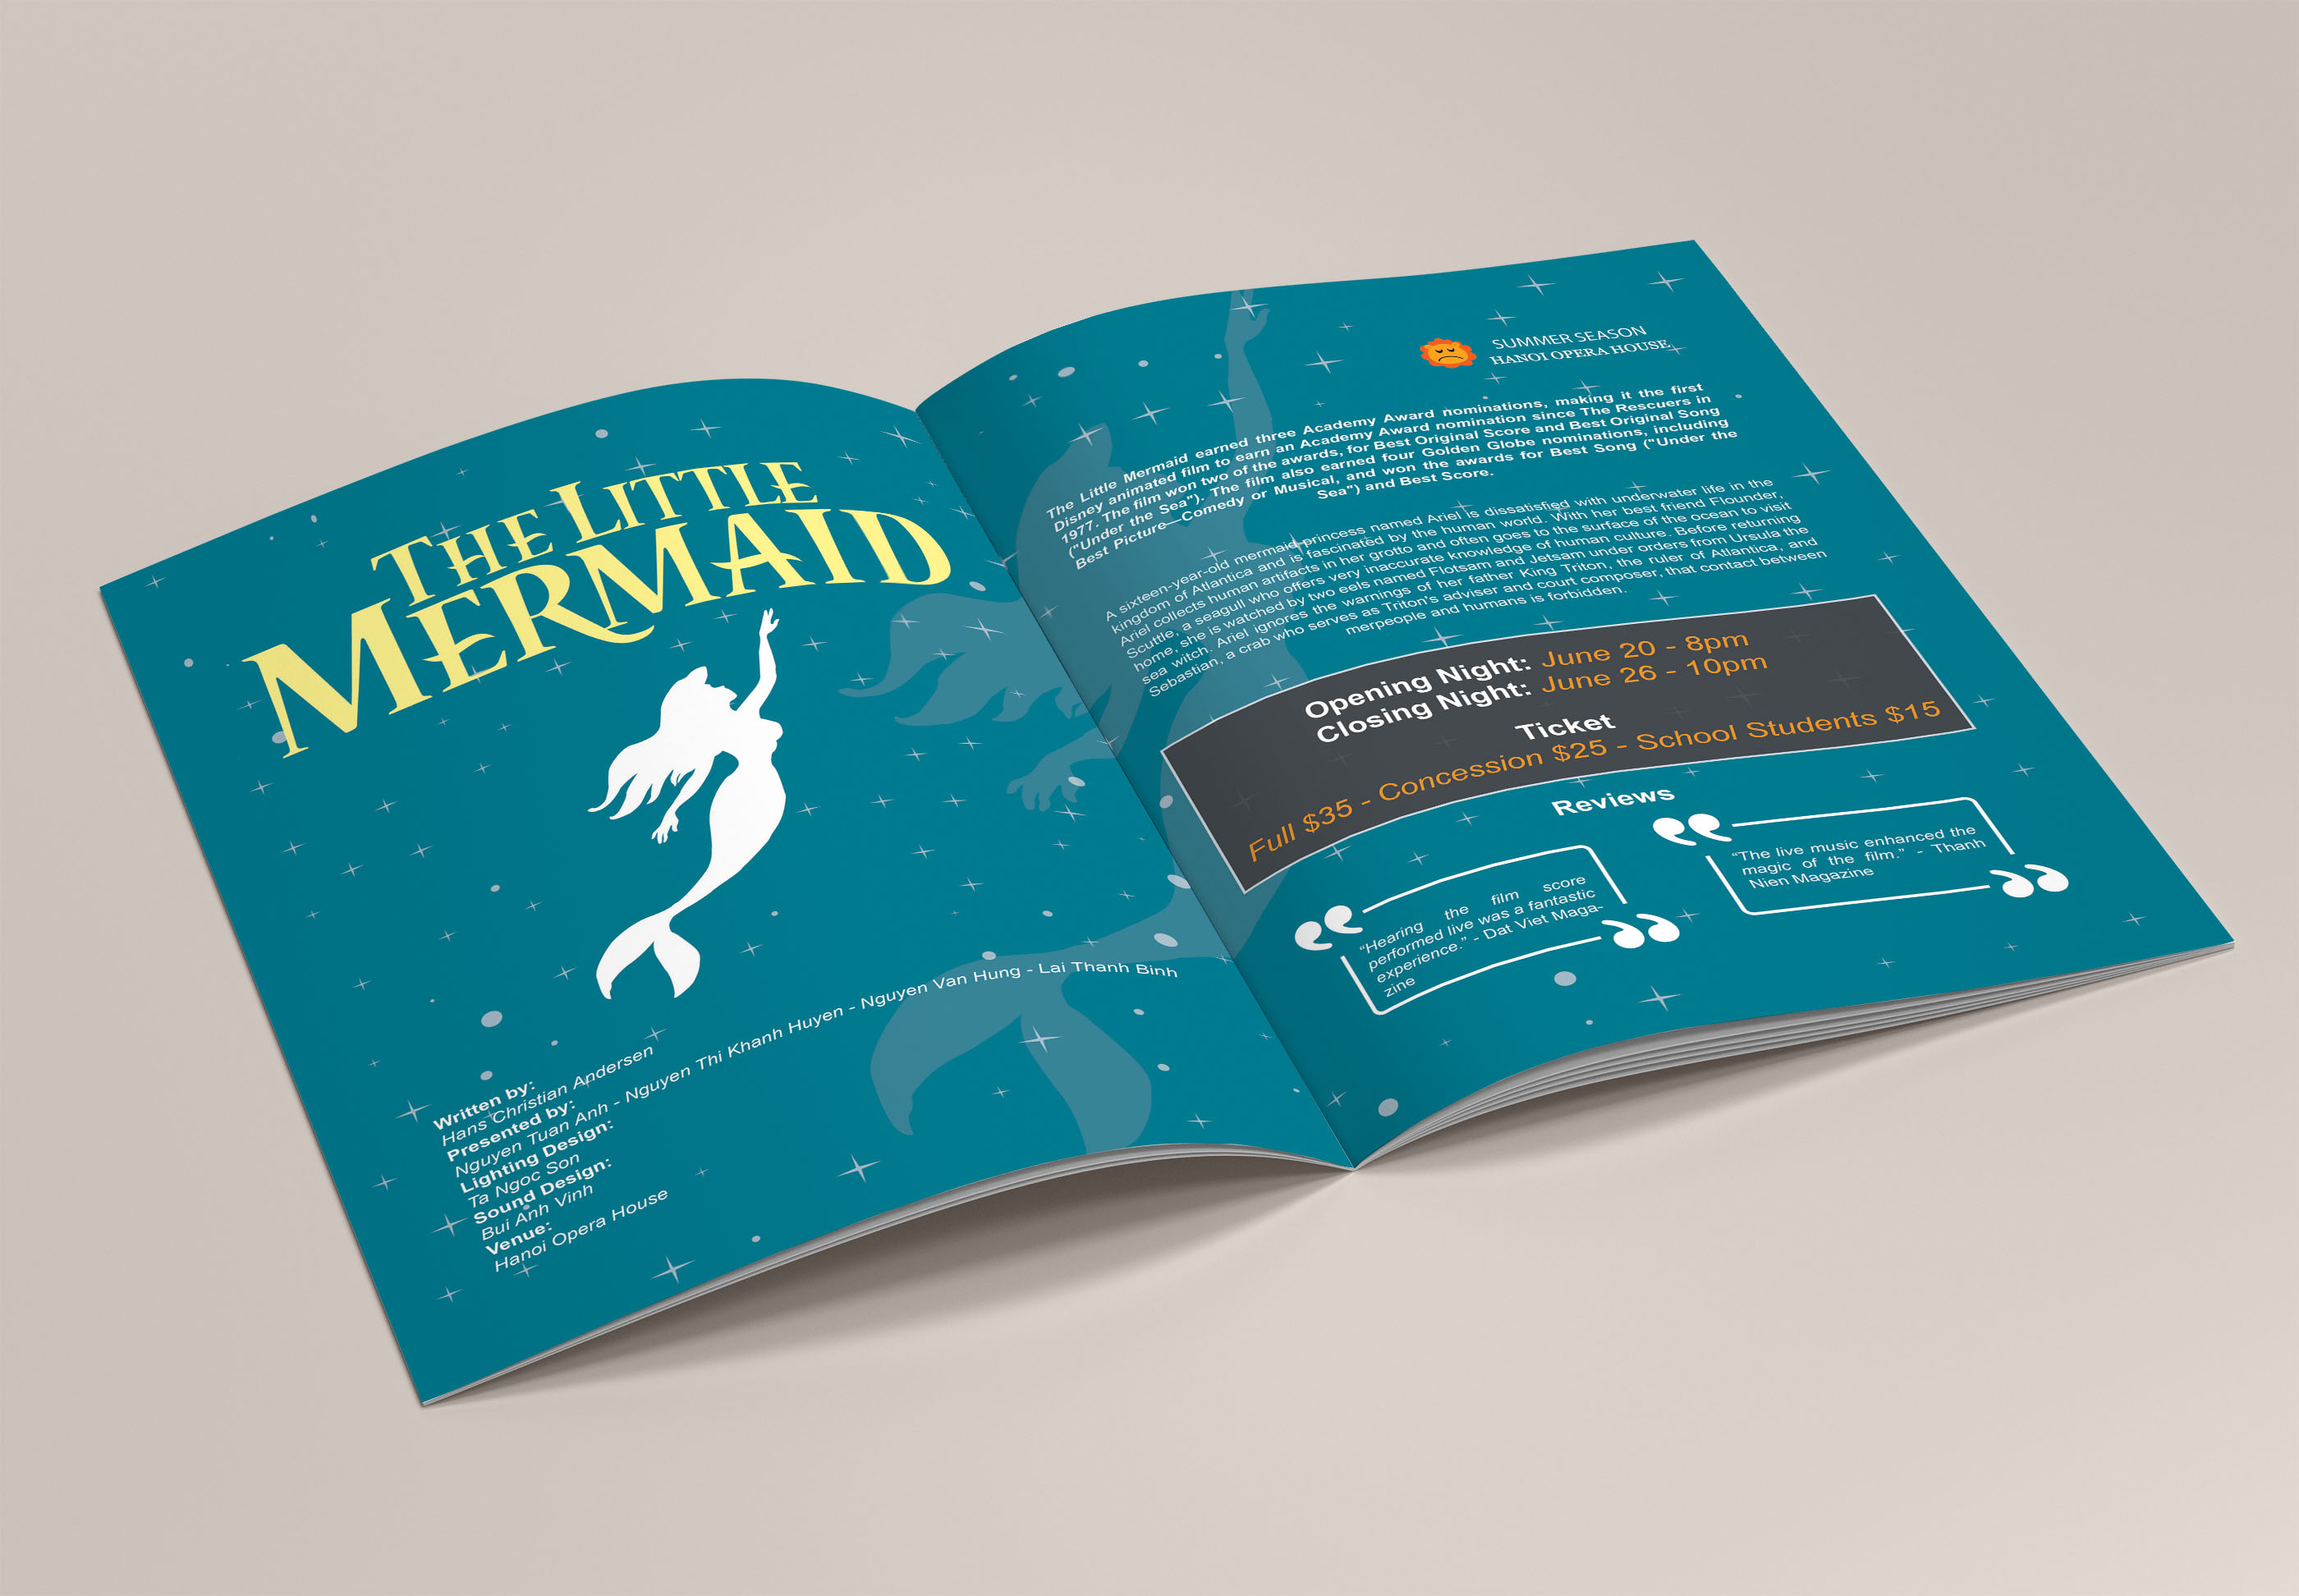 THE LITTLE
MERMAID
Written by:
Hans Christian Andersen
Presented by:
Nguyen Tuan Anh - Nguyen Thi Khanh Huyen - Nguyen Van Hung - Lai Thanh Binh
Lighting Design:
Ta Ngoc Son
Sound Design:
Bui Anh Vinh
Venue:
Hanoi Opera House
SUMMER SEASON
HANOI OPERA HOUSE
The Little Mermaid earned three Academy Award nominations, making it the first
Disney animated film to earn an Academy Award nomination since The Rescuers in
1977. The film won two of the awards, for Best Original Score and Best Original Song
("Under the Sea"). The film also earned four Golden Globe nominations, including
Best Picture—Comedy or Musical, and won the awards for Best Song ("Under the
Sea") and Best Score.
A sixteen-year-old mermaid princess named Ariel is dissatisfied with underwater life in the
kingdom of Atlantica and is fascinated by the human world. With her best friend Flounder,
Ariel collects human artifacts in her grotto and often goes to the surface of the ocean to visit
Scuttle, a seagull who offers very inaccurate knowledge of human culture. Before returning
home, she is watched by two eels named Flotsam and Jetsam under orders from Ursula the
sea witch. Ariel ignores the warnings of her father King Triton, the ruler of Atlantica, and
Sebastian, a crab who serves as Triton's adviser and court composer, that contact between
merpeople and humans is forbidden.
Opening Night: June 20 - 8pm
Closing Night: June 26 - 10pm
Ticket
Full $35 - Concession $25 - School Students $15
Reviews
“Hearing the film score
performed live was a fantastic
experience.” - Dat Viet Maga-
zine
“The live music enhanced the
magic of the film.” - Thanh
Nien Magazine